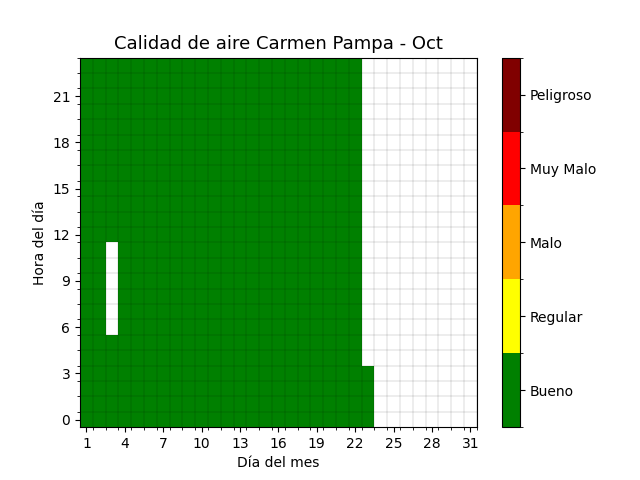 Calidad de aire Carmen Pampa - Oct
Hora del día
21
18
15
12
9
6
3
0
1 4 7 10 13 16 19 22 25 28 31
Día del mes
Peligroso
Muy Malo
Malo
Regular
Bueno